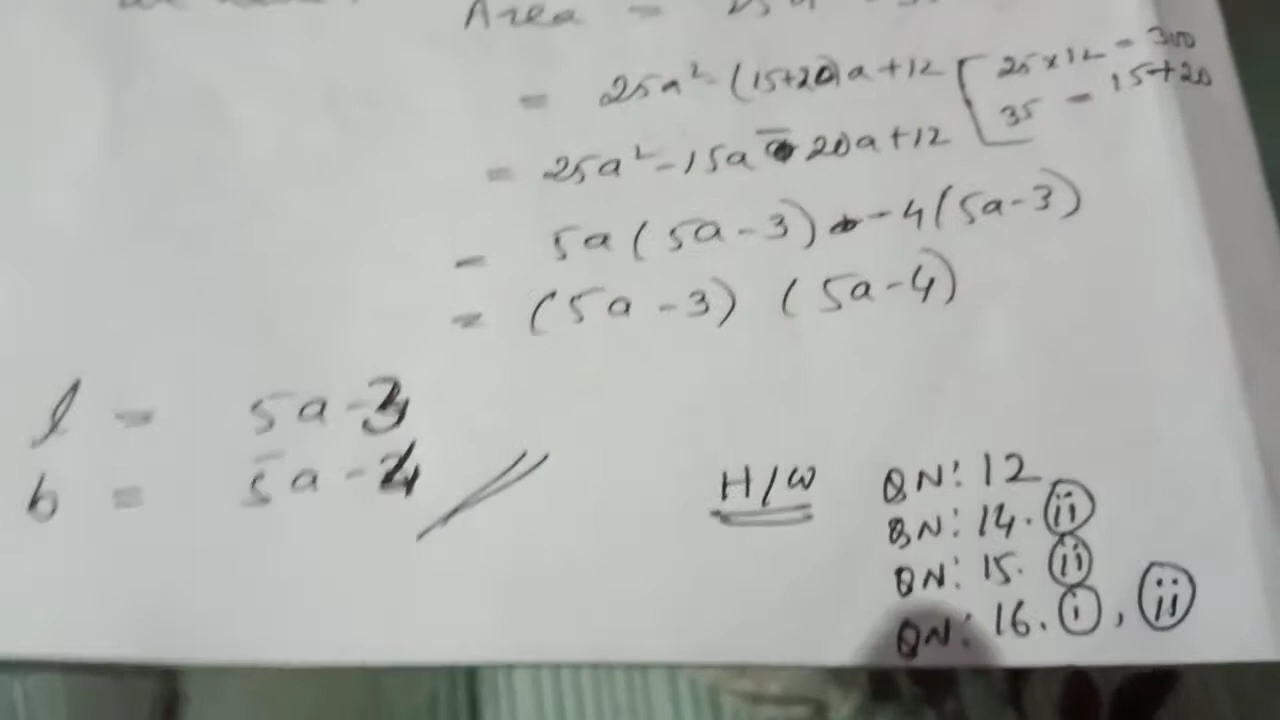 Area =
= 25a² - (15+20)a+12 [ 25×12 = 300
35 = 15+20
= 25a² - 15a - 20a+12
= 5a(5a-3) - 4(5a-3)
= (5a-3) (5a-4)
l = 5a-3
b = 5a-4
H/W QN: 12
QN: 14. ii
QN: 15. ii
QN: 16. i, ii